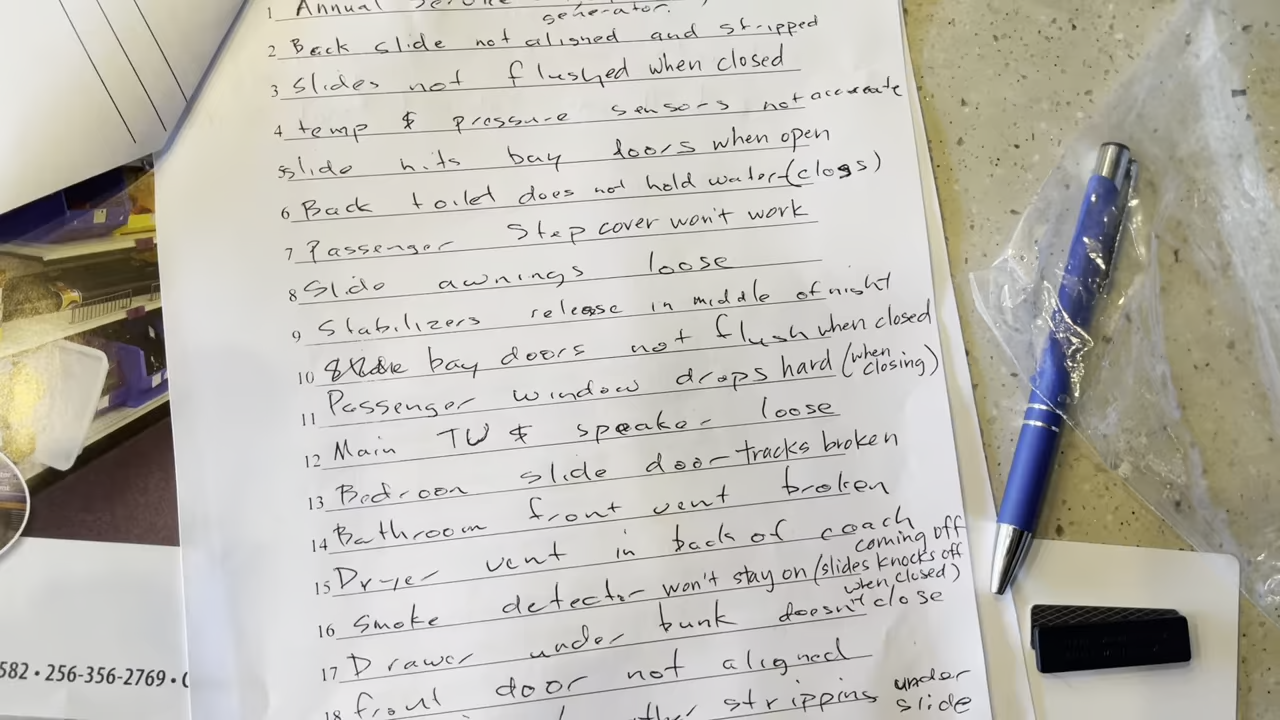 1 Annual Service
generator.
2 Back slide not aligned and stripped
3 slides not flushed when closed
4 temp & pressure sensors not accurate
slide hits bay doors when open
6 Back toilet does not hold water (clogs)
7 Passenger step cover won't work
8 Slide awnings loose
9 Stabilizers release in middle of night
10 bay doors not flush when closed
11 Passenger window drops hard (when closing)
12 Main TV & speaker loose
13 Bedroon slide door tracks broken
14 Bathroom front vent broken
15 Dryer vent in back of coach coming off
16 Smoke detector won't stay on (slides knocks off when closed)
17 Drawer under bunk doesn't close
18 front door not aligned
stripping under slide
582 • 256-356-2769 •